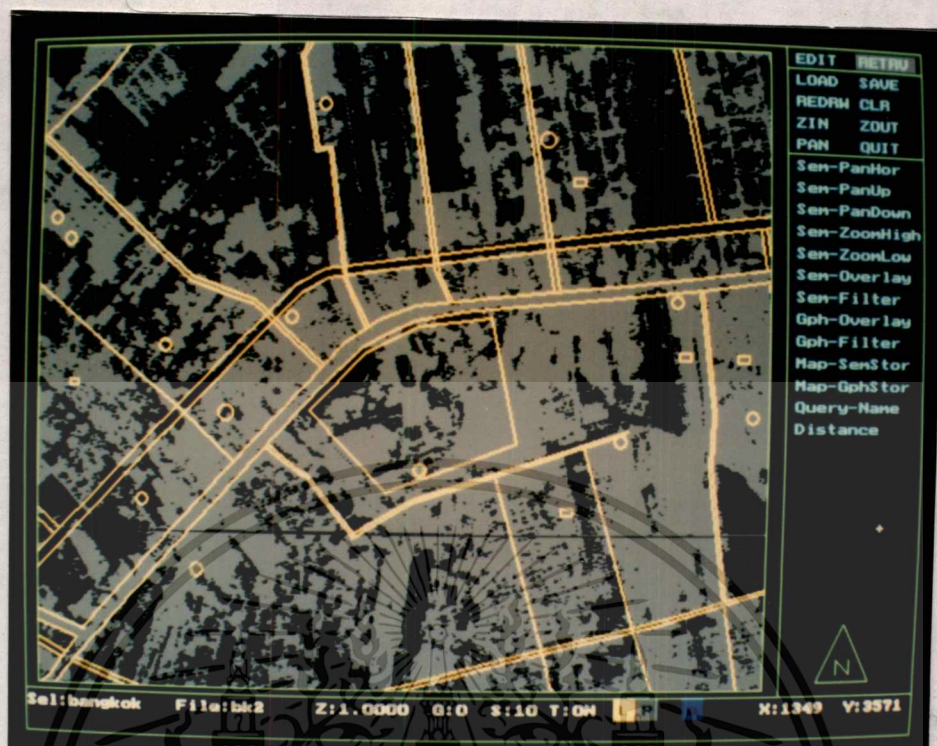 EDIT RETRV
LOAD SAVE
REDRW CLR
ZIN ZOUT
PAN QUIT
Sem-PanHor
Sem-PanUp
Sem-PanDown
Sem-ZoomHigh
Sem-ZoomLow
Sem-Overlay
Sem-Filter
Gph-Overlay
Gph-Filter
Map-SemStor
Map-GphStor
Query-Name
Distance
N
Sel:bangkok File:bk2 Z:1.0000 G:0 S:10 T:ON X:1349 Y:3571